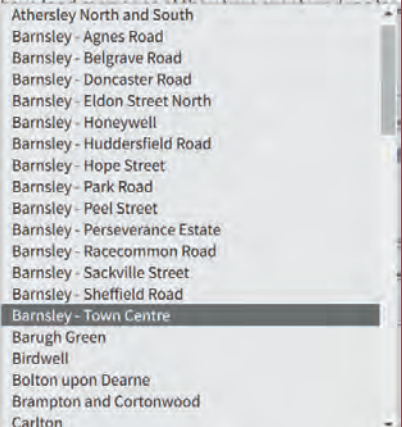 Athersley North and South
Barnsley - Agnes Road
Barnsley - Belgrave Road
Barnsley - Doncaster Road
Barnsley - Eldon Street North
Barnsley - Honeywell
Barnsley - Huddersfield Road
Barnsley - Hope Street
Barnsley - Park Road
Barnsley - Peel Street
Barnsley - Perseverance Estate
Barnsley - Racecommon Road
Barnsley - Sackville Street
Barnsley - Sheffield Road
Barnsley - Town Centre
Barugh Green
Birdwell
Bolton upon Dearne
Brampton and Cortonwood
Carlton